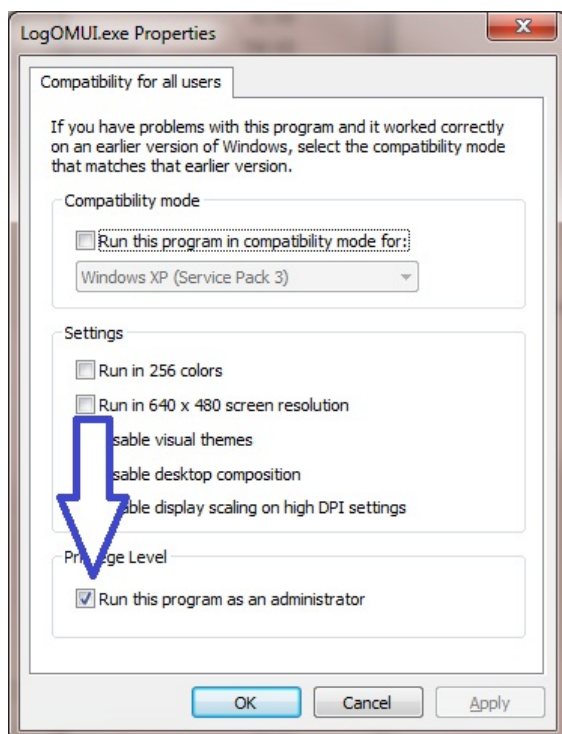 LogOMUI.exe Properties
Compatibility for all users
If you have problems with this program and it worked correctly
on an earlier version of Windows, select the compatibility mode
that matches that earlier version.
Compatibility mode
Run this program in compatibility mode for:
Windows XP (Service Pack 3)
Settings
Run in 256 colors
Run in 640 x 480 screen resolution
sable visual themes
sable desktop composition
able display scaling on high DPI settings
Privilege Level
Run this program as an administrator
OK
Cancel
Apply